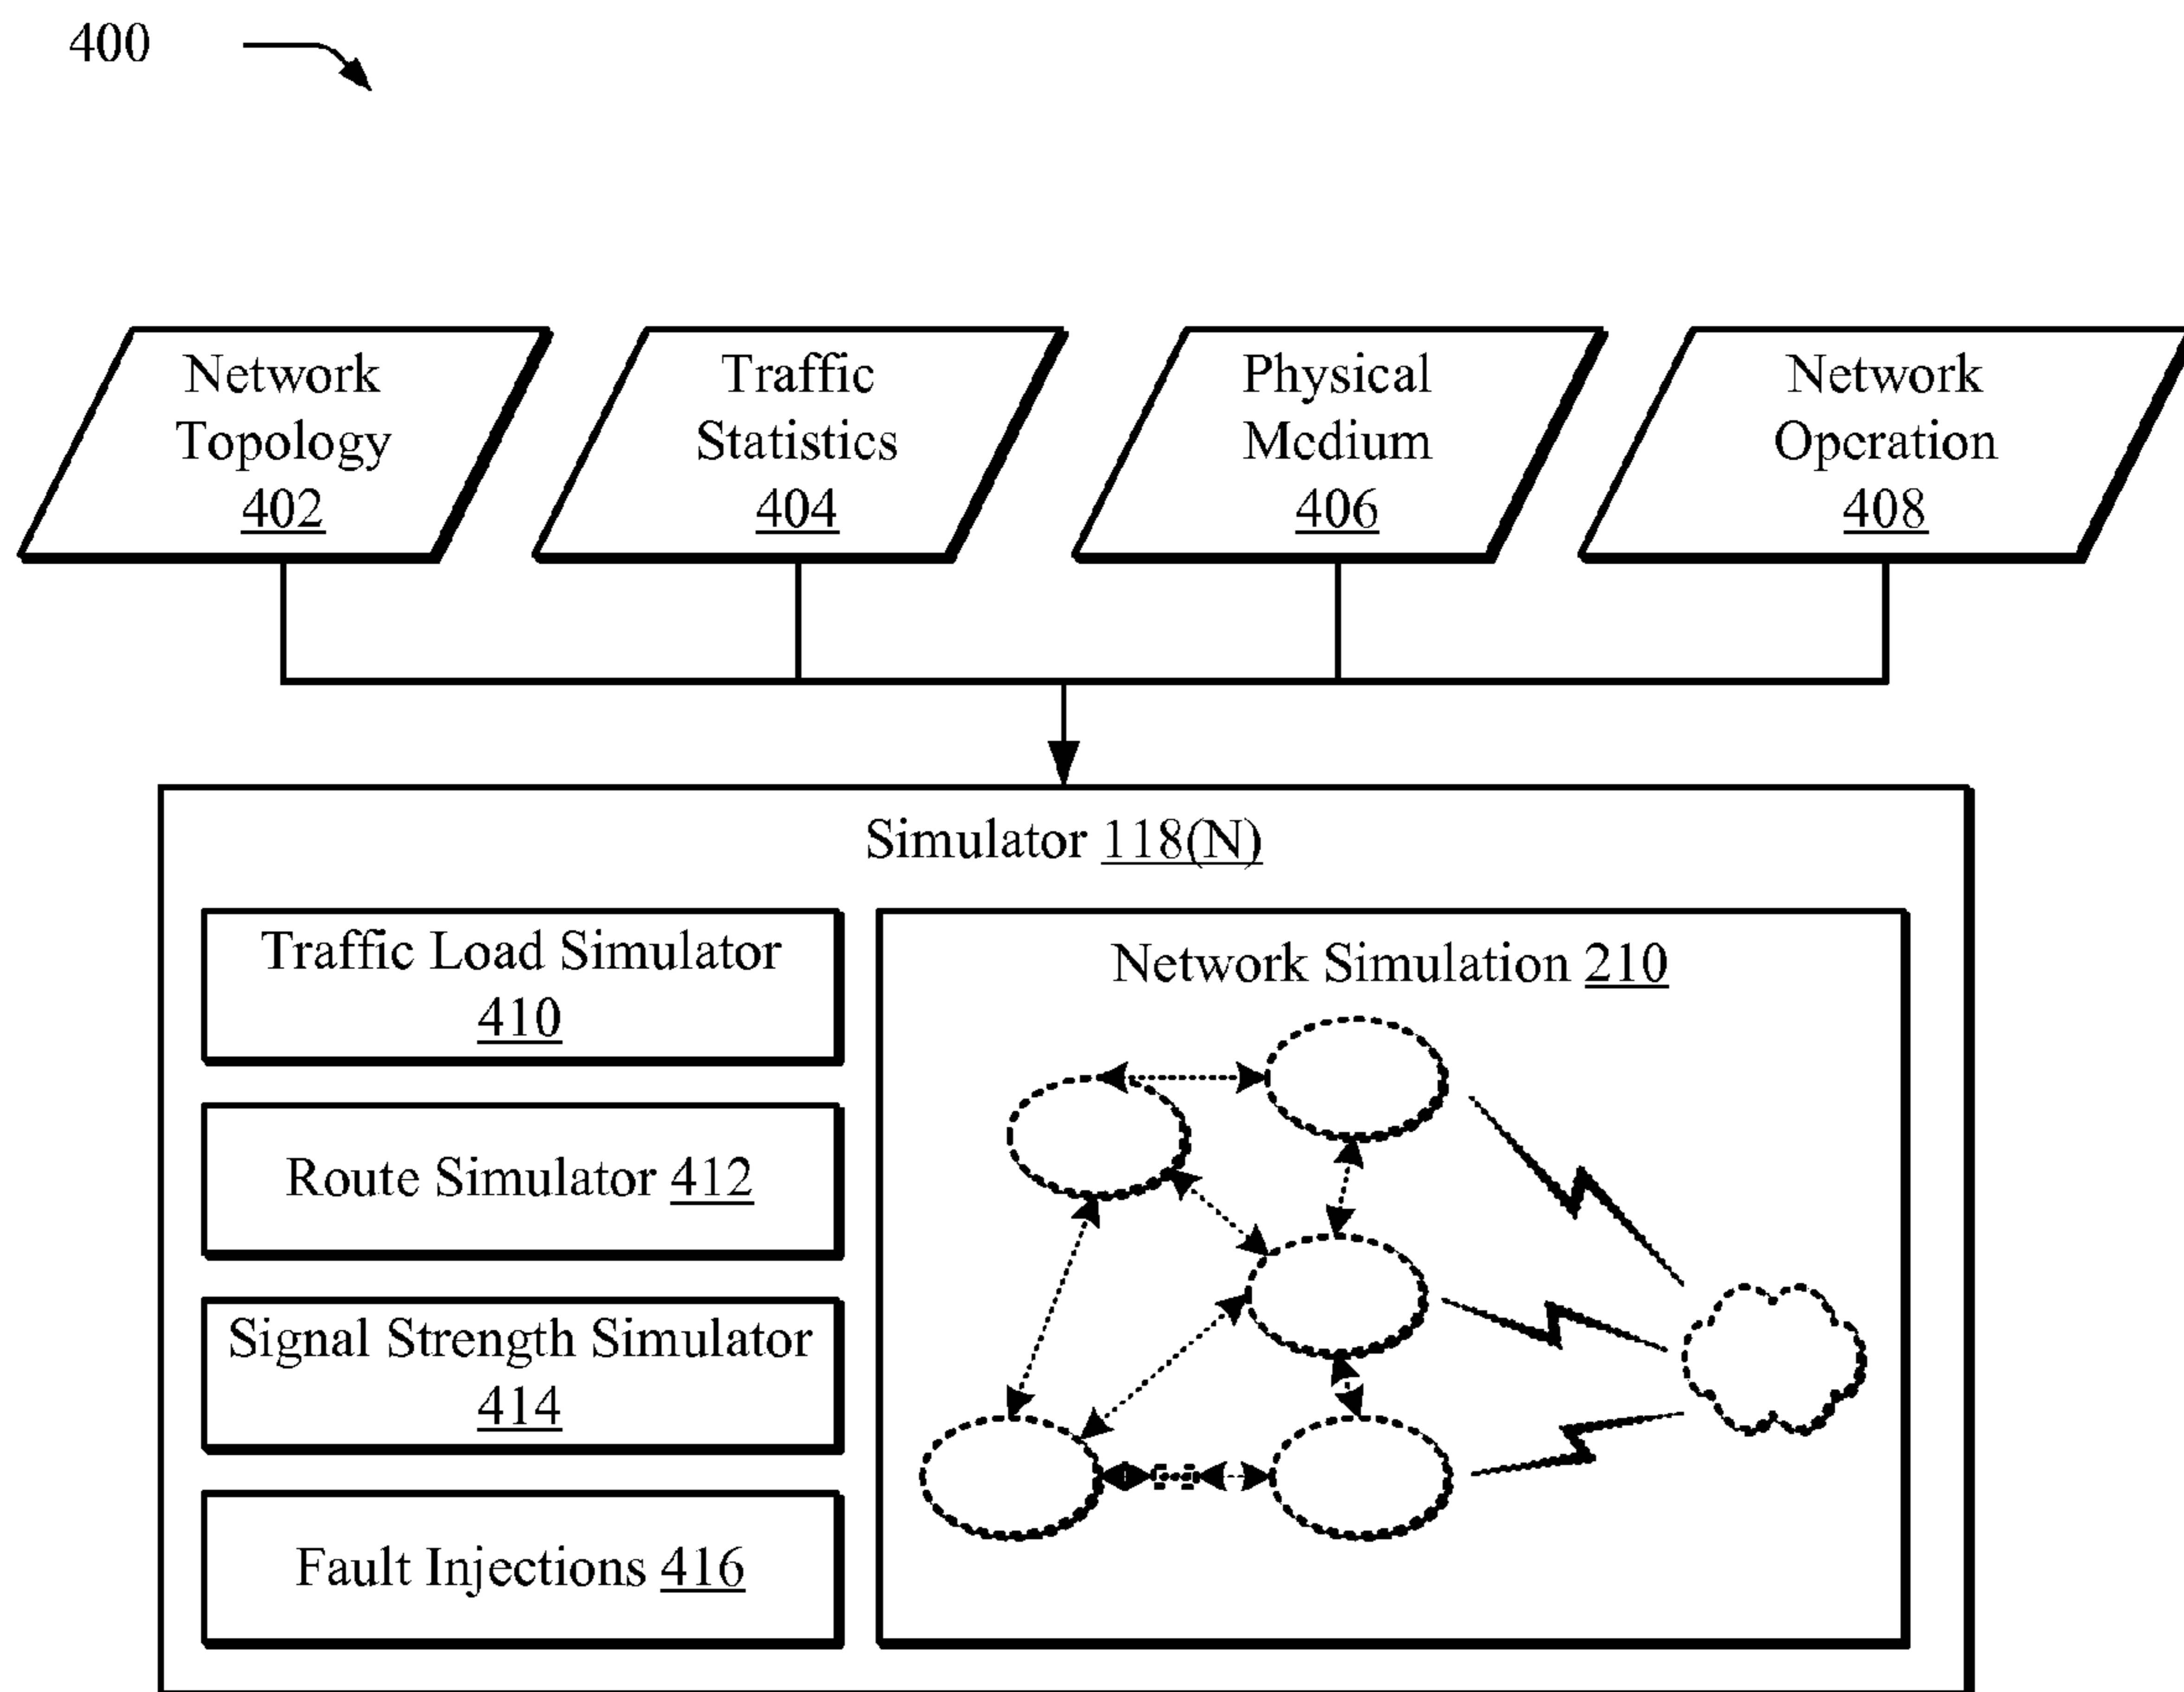 400
Network
Topology
402
Traffic
Statistics
404
Physical
Medium
406
Network
Operation
408
Simulator 118(N)
Traffic Load Simulator
410
Route Simulator 412
Signal Strength Simulator
414
Fault Injections 416
Network Simulation 210